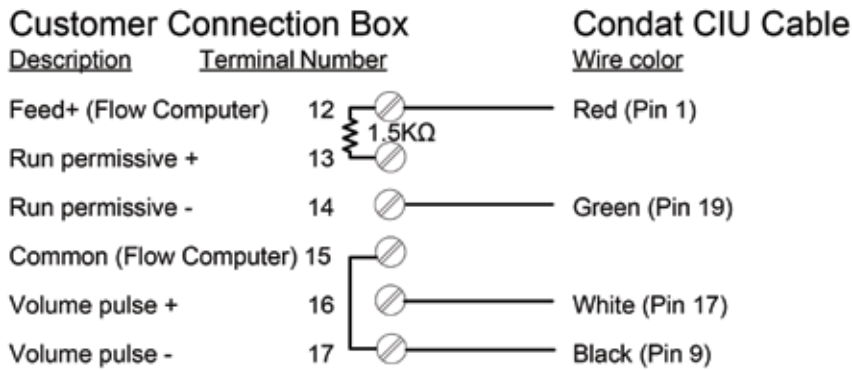 Customer Connection Box Condat CIU Cable
Description Terminal Number Wire color
Feed+ (Flow Computer) 12 Red (Pin 1)
1.5KΩ
Run permissive + 13
Run permissive - 14 Green (Pin 19)
Common (Flow Computer) 15
Volume pulse + 16 White (Pin 17)
Volume pulse - 17 Black (Pin 9)